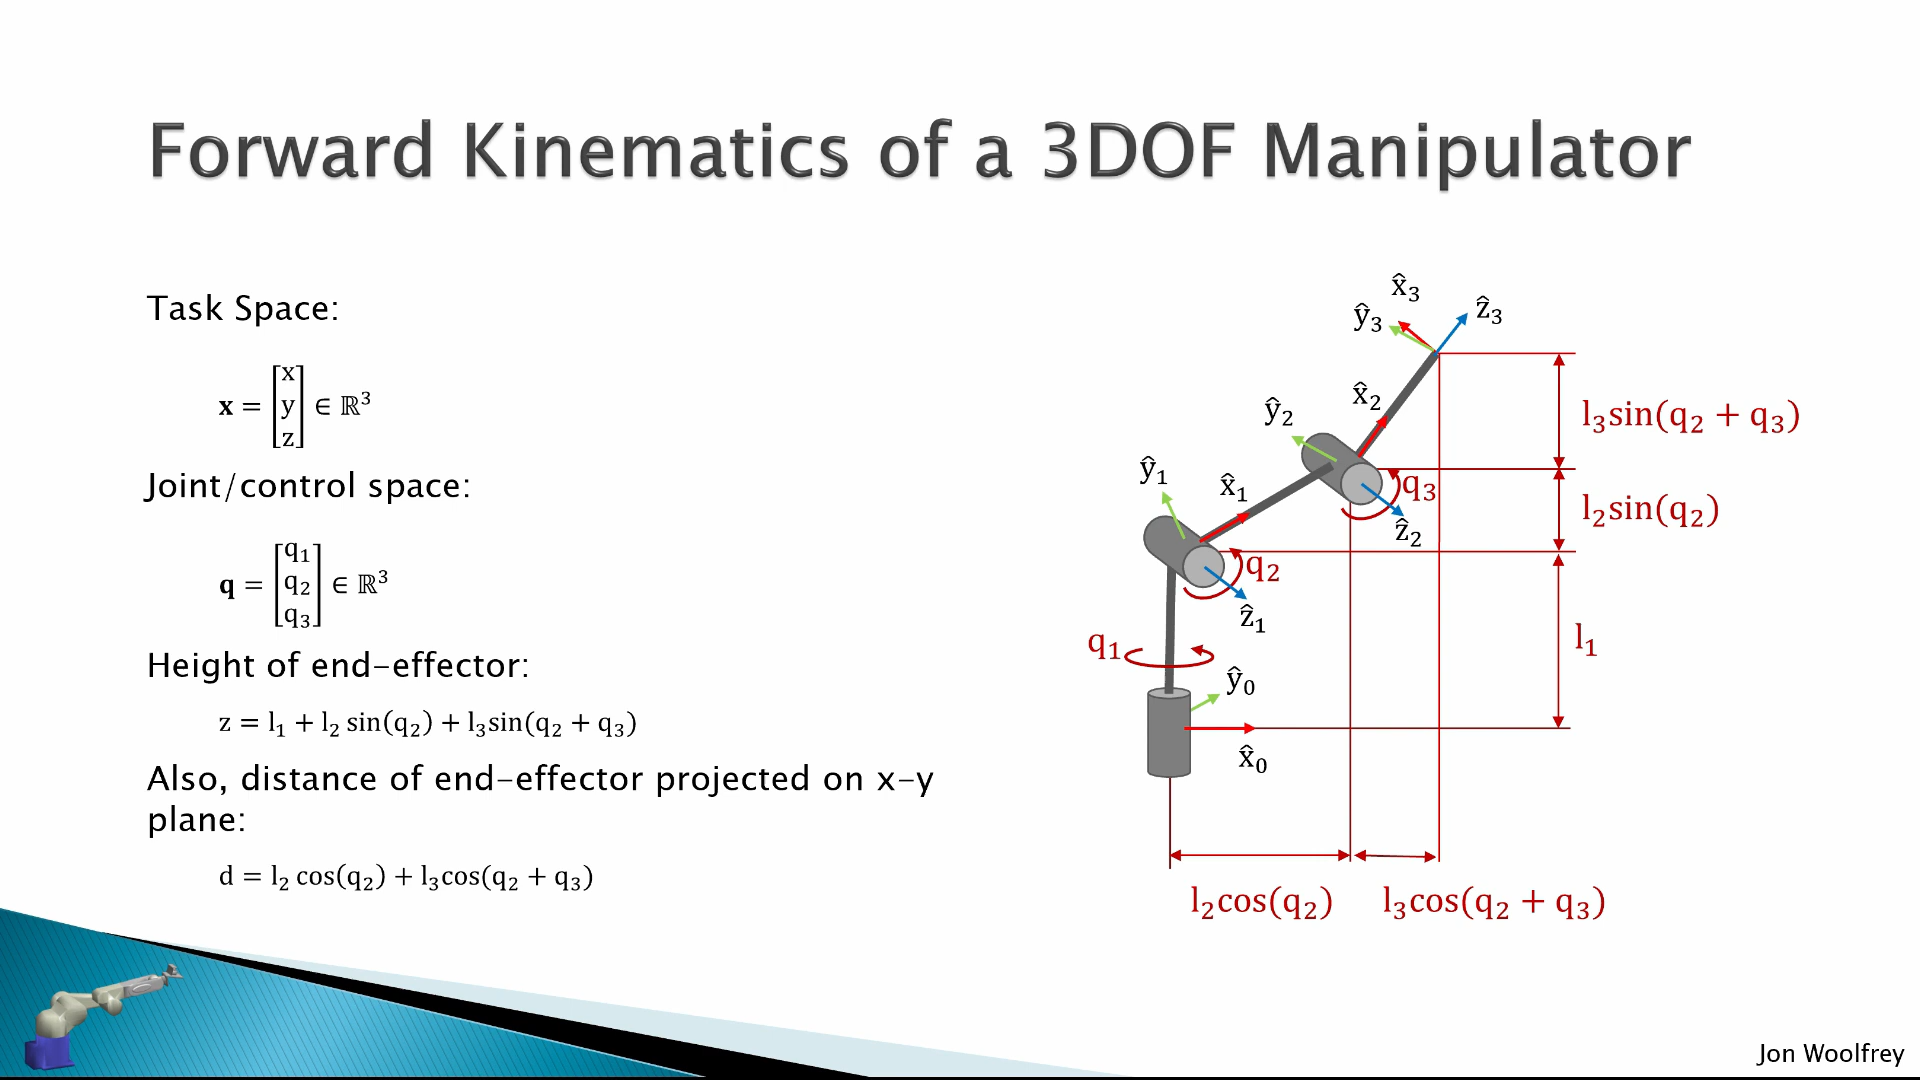 Forward Kinematics of a 3DOF Manipulator
Task Space:
𝐱 = [x y z] ∈ ℝ³
Joint/control space:
𝐪 = [q₁ q₂ q₃] ∈ ℝ³
Height of end-effector:
z = l₁ + l₂ sin(q₂) + l₃sin(q₂ + q₃)
Also, distance of end-effector projected on x-y
plane:
d = l₂ cos(q₂) + l₃cos(q₂ + q₃)
x̂₃
ŷ₃
ẑ₃
x̂₂
ŷ₂
l₃sin(q₂ + q₃)
ŷ₁
x̂₁
q₃
ẑ₂
l₂sin(q₂)
q₂
ẑ₁
q₁
l₁
ŷ₀
x̂₀
l₂cos(q₂)
l₃cos(q₂ + q₃)
Jon Woolfrey